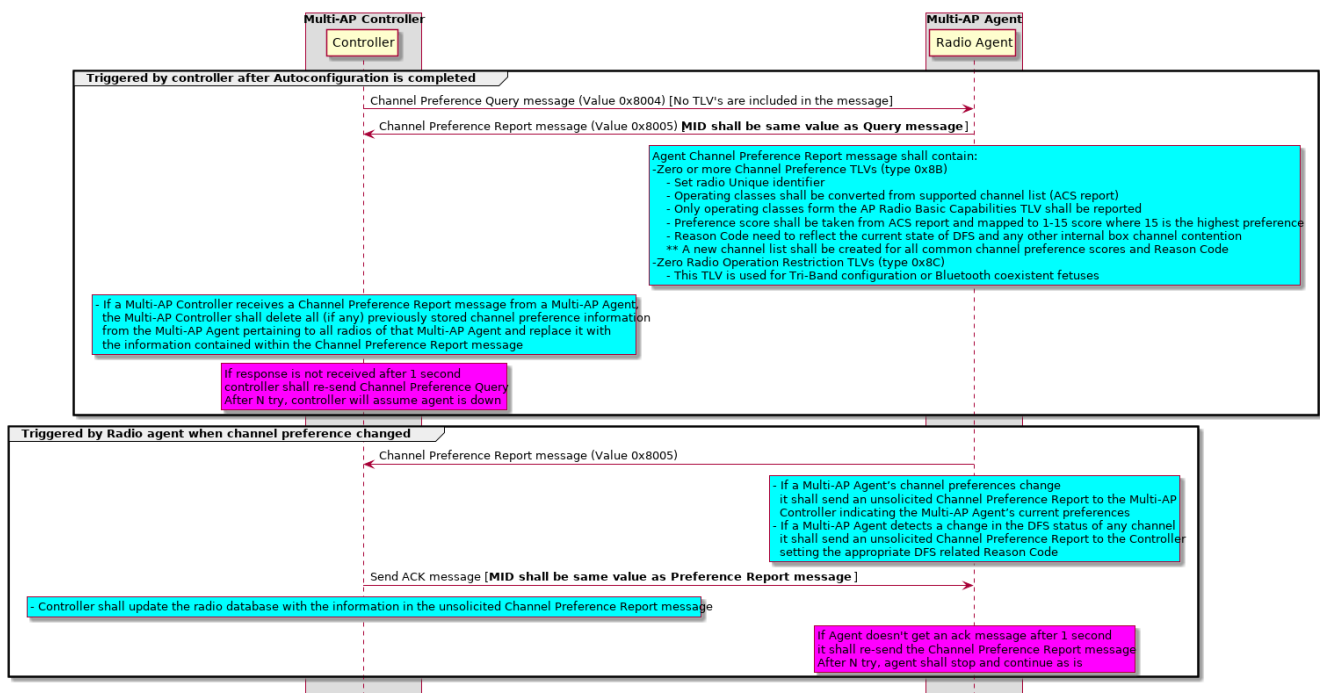 Multi-AP Controller
Multi-AP Agent
Controller
Radio Agent
Triggered by controller after Autoconfiguration is completed
Channel Preference Query message (Value 0x8004) [No TLV's are included in the message]
Channel Preference Report message (Value 0x8005) [MID shall be same value as Query message]
Agent Channel Preference Report message shall contain:
-Zero or more Channel Preference TLVs (type 0x8B)
- Set radio Unique identifier
- Operating classes shall be converted from supported channel list (ACS report)
- Only operating classes form the AP Radio Basic Capabilities TLV shall be reported
- Preference score shall be taken from ACS report and mapped to 1-15 score where 15 is the highest preference
- Reason Code need to reflect the current state of DFS and any other internal box channel contention
** A new channel list shall be created for all common channel preference scores and Reason Code
-Zero Radio Operation Restriction TLVs (type 0x8C)
- This TLV is used for Tri-Band configuration or Bluetooth coexistent fetuses
- If a Multi-AP Controller receives a Channel Preference Report message from a Multi-AP Agent,
the Multi-AP Controller shall delete all (if any) previously stored channel preference information
from the Multi-AP Agent pertaining to all radios of that Multi-AP Agent and replace it with
the information contained within the Channel Preference Report message
If response is not received after 1 second
controller shall re-send Channel Preference Query
After N try, controller will assume agent is down
Triggered by Radio agent when channel preference changed
Channel Preference Report message (Value 0x8005)
- If a Multi-AP Agent's channel preferences change
it shall send an unsolicited Channel Preference Report to the Multi-AP
Controller indicating the Multi-AP Agent's current preferences
- If a Multi-AP Agent detects a change in the DFS status of any channel
it shall send an unsolicited Channel Preference Report to the Controller
setting the appropriate DFS related Reason Code
Send ACK message [MID shall be same value as Preference Report message]
- Controller shall update the radio database with the information in the unsolicited Channel Preference Report message
If Agent doesn't get an ack message after 1 second
it shall re-send the Channel Preference Report message
After N try, agent shall stop and continue as is